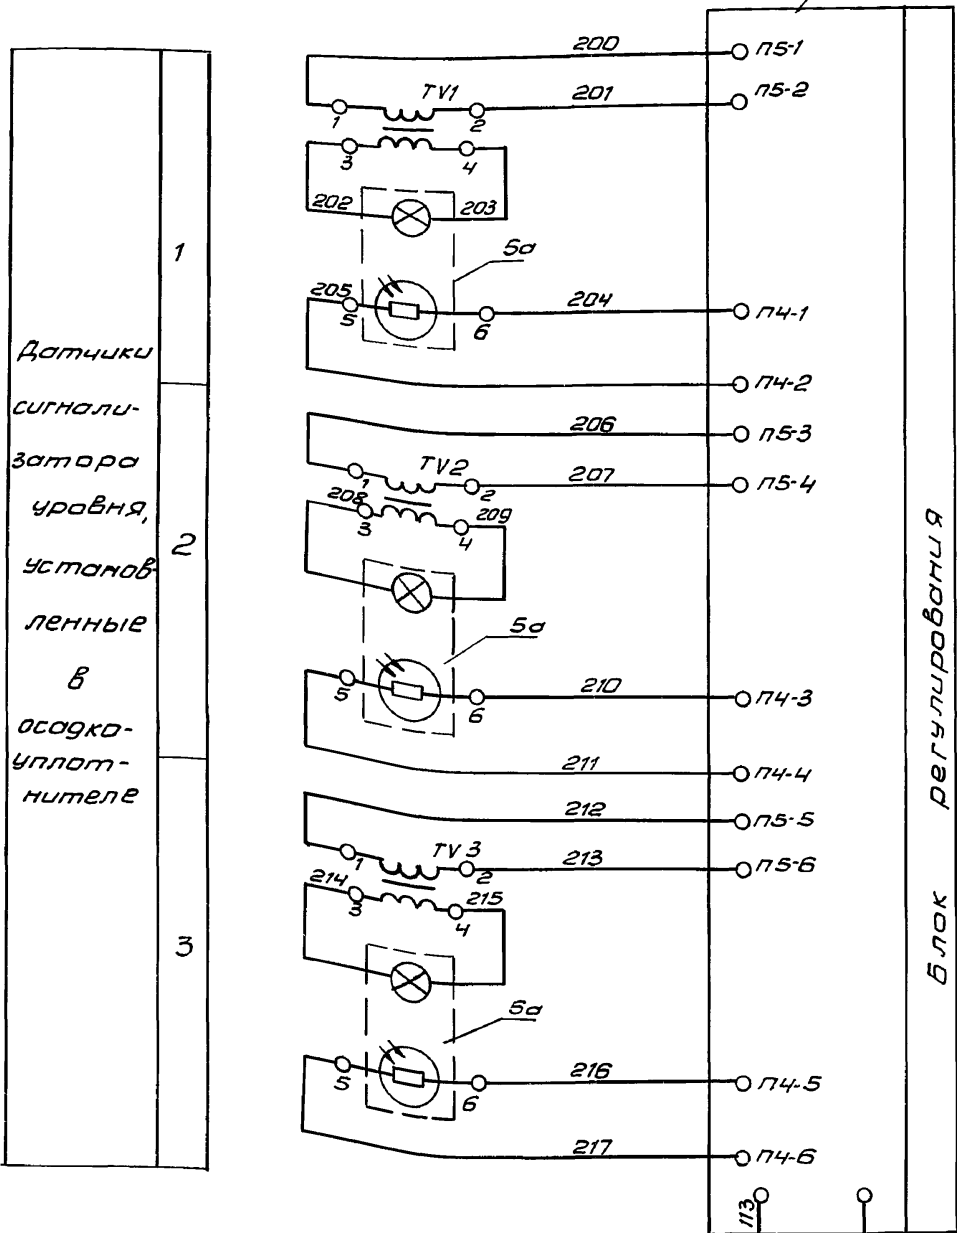 Датчики
сигнали-
затора
уровня,
установ-
ленные
в
осадко-
уплот-
нителе
1
2
3
200
П5-1
TV1
201
П5-2
1
2
3
4
202
203
5а
205
204
5
6
П4-1
П4-2
206
П5-3
TV2
207
П5-4
1
2
208
209
3
4
5а
5
6
210
П4-3
211
П4-4
212
П5-5
TV3
213
П5-6
1
2
214
215
3
4
5а
5
6
216
П4-5
217
П4-6
113
Блок регулирования